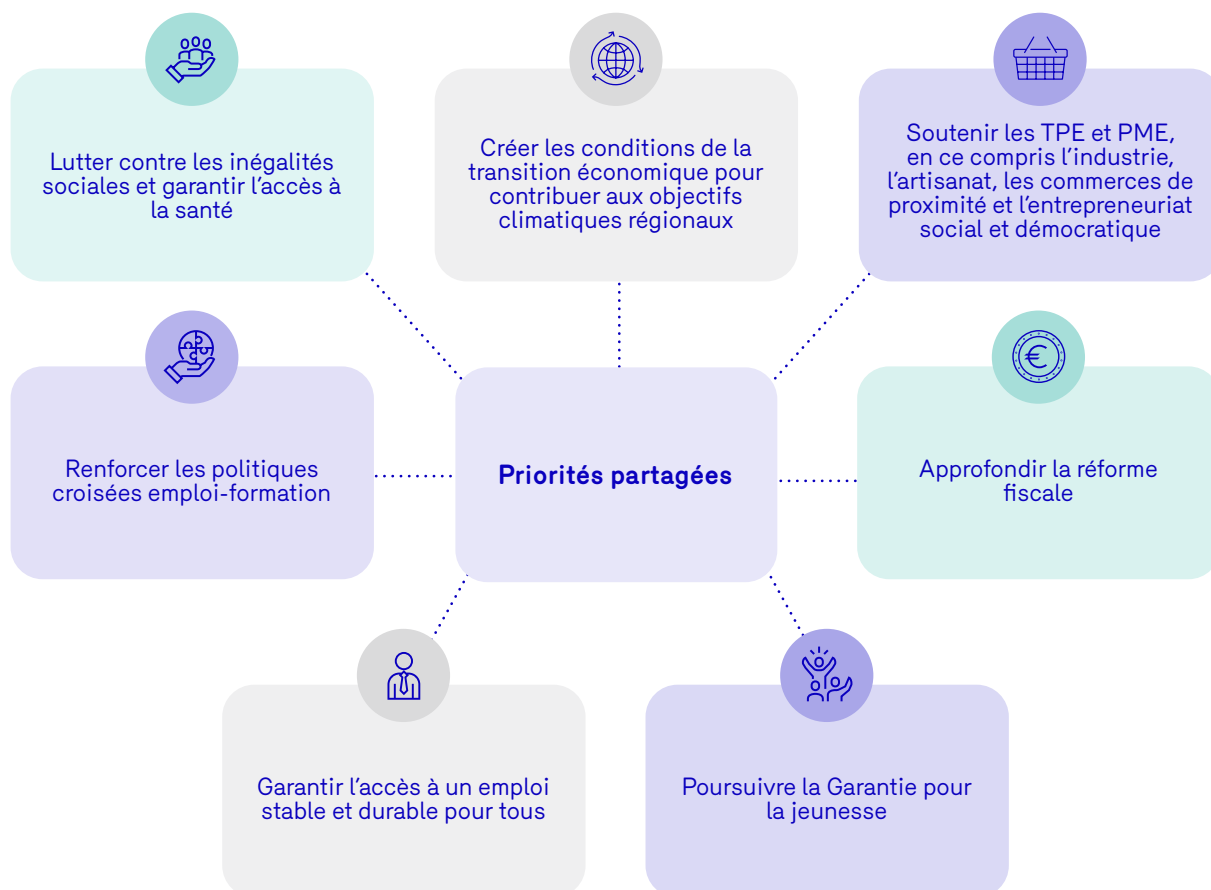 Lutter contre les inégalités
sociales et garantir l’accès à
la santé
Créer les conditions de la
transition économique pour
contribuer aux objectifs
climatiques régionaux
Soutenir les TPE et PME,
en ce compris l’industrie,
l’artisanat, les commerces de
proximité et l’entrepreneuriat
social et démocratique
Renforcer les politiques
croisées emploi-formation
Priorités partagées
Approfondir la réforme
fiscale
Garantir l’accès à un emploi
stable et durable pour tous
Poursuivre la Garantie pour
la jeunesse